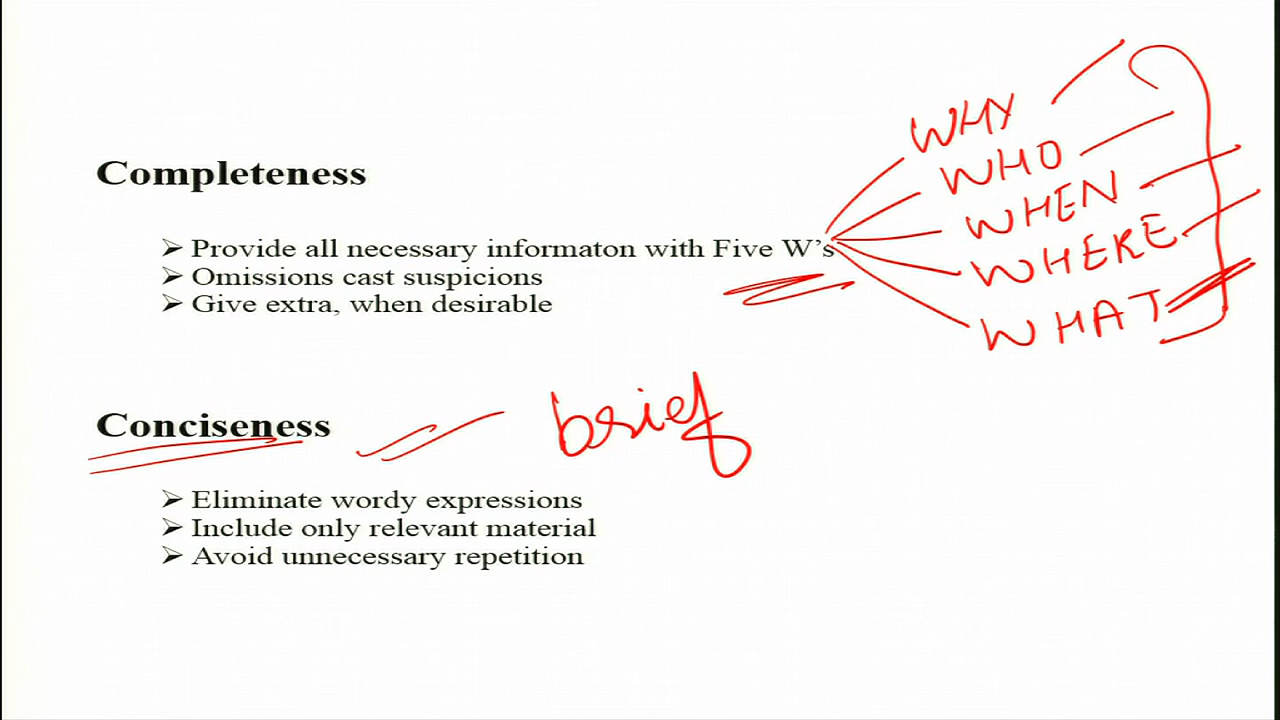 WHY
WHO
Completeness
WHEN
➢ Provide all necessary informaton with Five W's
WHERE
➢ Omissions cast suspicions
➢ Give extra, when desirable
WHAT
Conciseness
brief
➢ Eliminate wordy expressions
➢ Include only relevant material
➢ Avoid unnecessary repetition